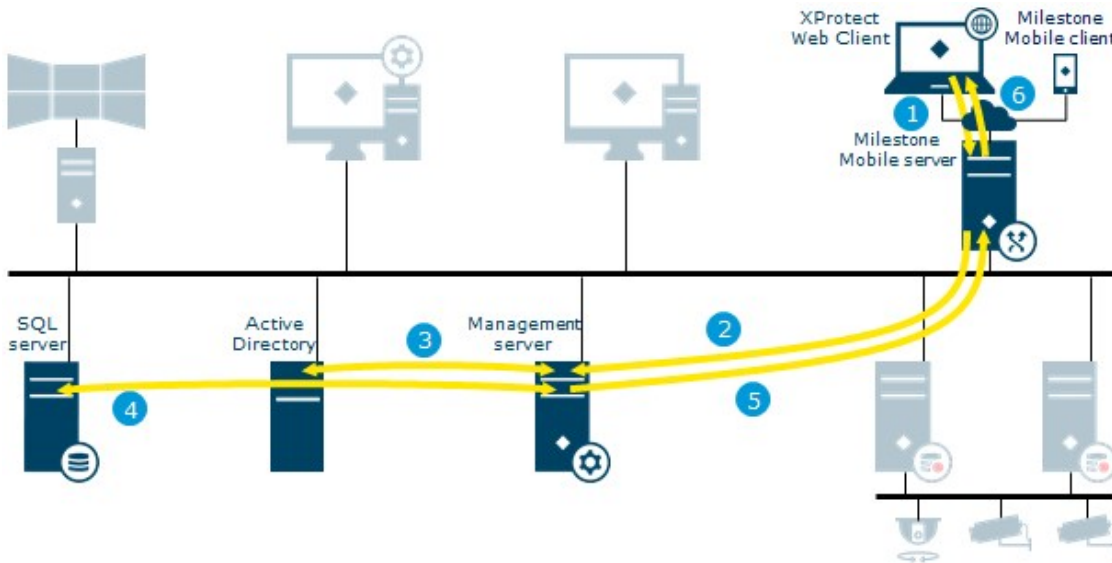 XProtect
Web Client
Milestone
Mobile client
1
6
Milestone
Mobile server
SQL
server
Active
Directory
Management
server
3
2
4
5